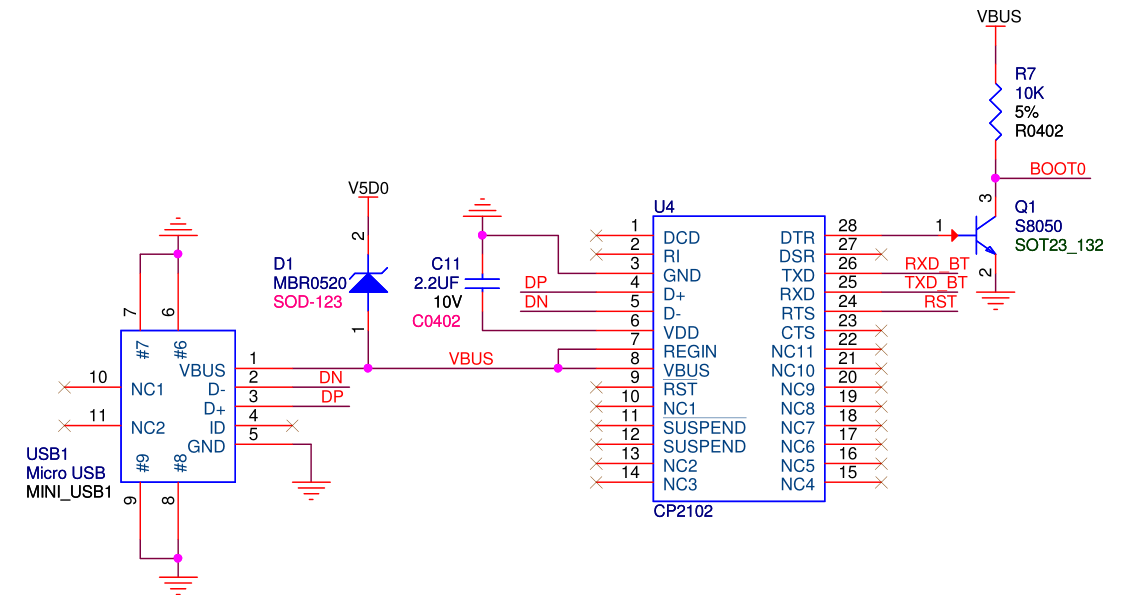 VBUS
R7
10K
5%
R0402
BOOT0
3
Q1
S8050
SOT23_132
1
2
V5D0
2
D1
MBR0520
SOD-123
1
C11
2.2UF
10V
C0402
DP
DN
VBUS
U4
1 DCD
2 RI
3 GND
4 D+
5 D-
6 VDD
7 REGIN
8 VBUS
9 RST
10 NC1
11 SUSPEND
12 SUSPEND
13 NC2
14 NC3
DTR 28
DSR 27
TXD 26 RXD_BT
RXD 25 TXD_BT
RTS 24 RST
CTS 23
NC11 22
NC10 21
NC9 20
NC8 19
NC7 18
NC6 17
NC5 16
NC4 15
CP2102
7 6
#7 #6
VBUS 1
D- 2 DN
D+ 3 DP
ID 4
GND 5
10 NC1
11 NC2
#9 #8
9 8
USB1
Micro USB
MINI_USB1